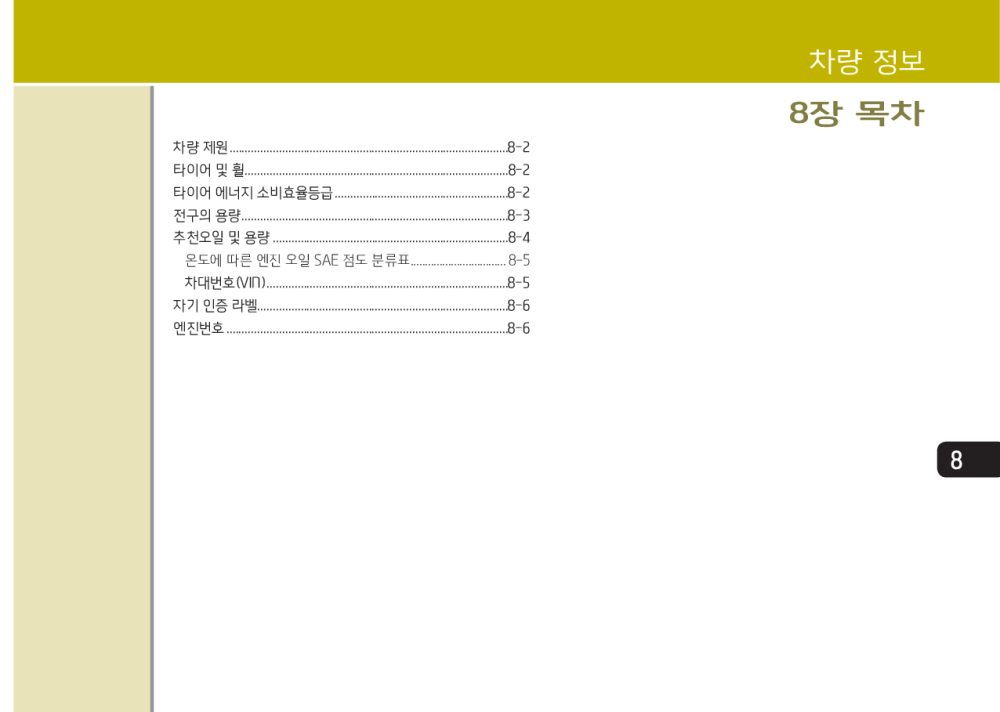 차량 정보
8장 목차
차량 제원..........8-2
타이어 및 휠..........8-2
타이어 에너지 소비효율등급..........8-2
전구의 용량..........8-3
추천오일 및 용량..........8-4
온도에 따른 엔진 오일 SAE 점도 분류표..........8-5
차대번호(VIN)..........8-5
자기 인증 라벨..........8-6
엔진번호..........8-6
8